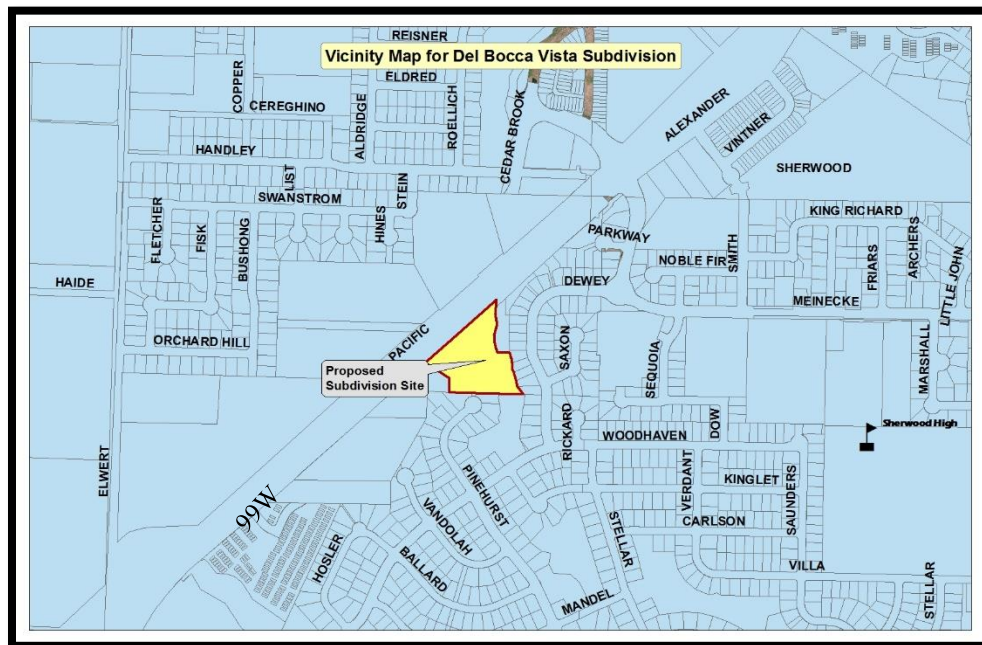 REISNER
Vicinity Map for Del Bocca Vista Subdivision
ELDRED
COPPER
CEREGHINO
ALDRIDGE
ROELLICH
CEDAR BROOK
ALEXANDER
VINTNER
HANDLEY
SHERWOOD
LIST
STEIN
SWANSTROM
HINES
KING RICHARD
FLETCHER
FISK
BUSHONG
PARKWAY
SMITH
NOBLE FIR
FRIARS
ARCHERS
LITTLE JOHN
HAIDE
DEWEY
MEINECKE
ORCHARD HILL
PACIFIC
SAXON
SEQUOIA
MARSHALL
Proposed
Subdivision Site
Sherwood High
RICKARD
WOODHAVEN
DOW
ELWERT
PINEHURST
VERDANT
KINGLET
SAUNDERS
99W
VANDOLAH
CARLSON
HOSLER
STELLAR
BALLARD
VILLA
MANDEL
STELLAR